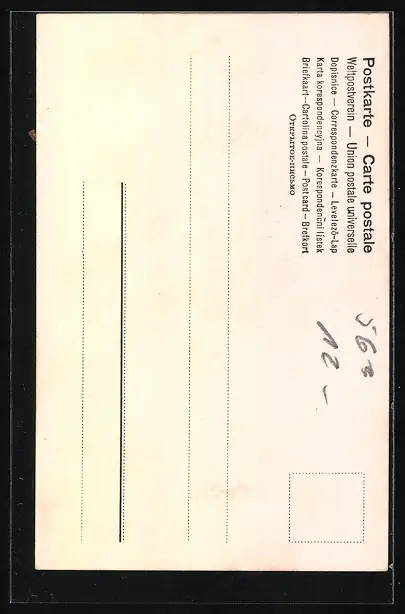 Postkarte — Carte postale
Weltpostverein — Union postale universelle
Dopisnice — Correspondenzkarte — Levelező-Lap
Karta korespondencyjna — Korespondenční lístek
Briefkaart—Cartolina postale—Post card—Brefkort
Открытое-письмо
12 –